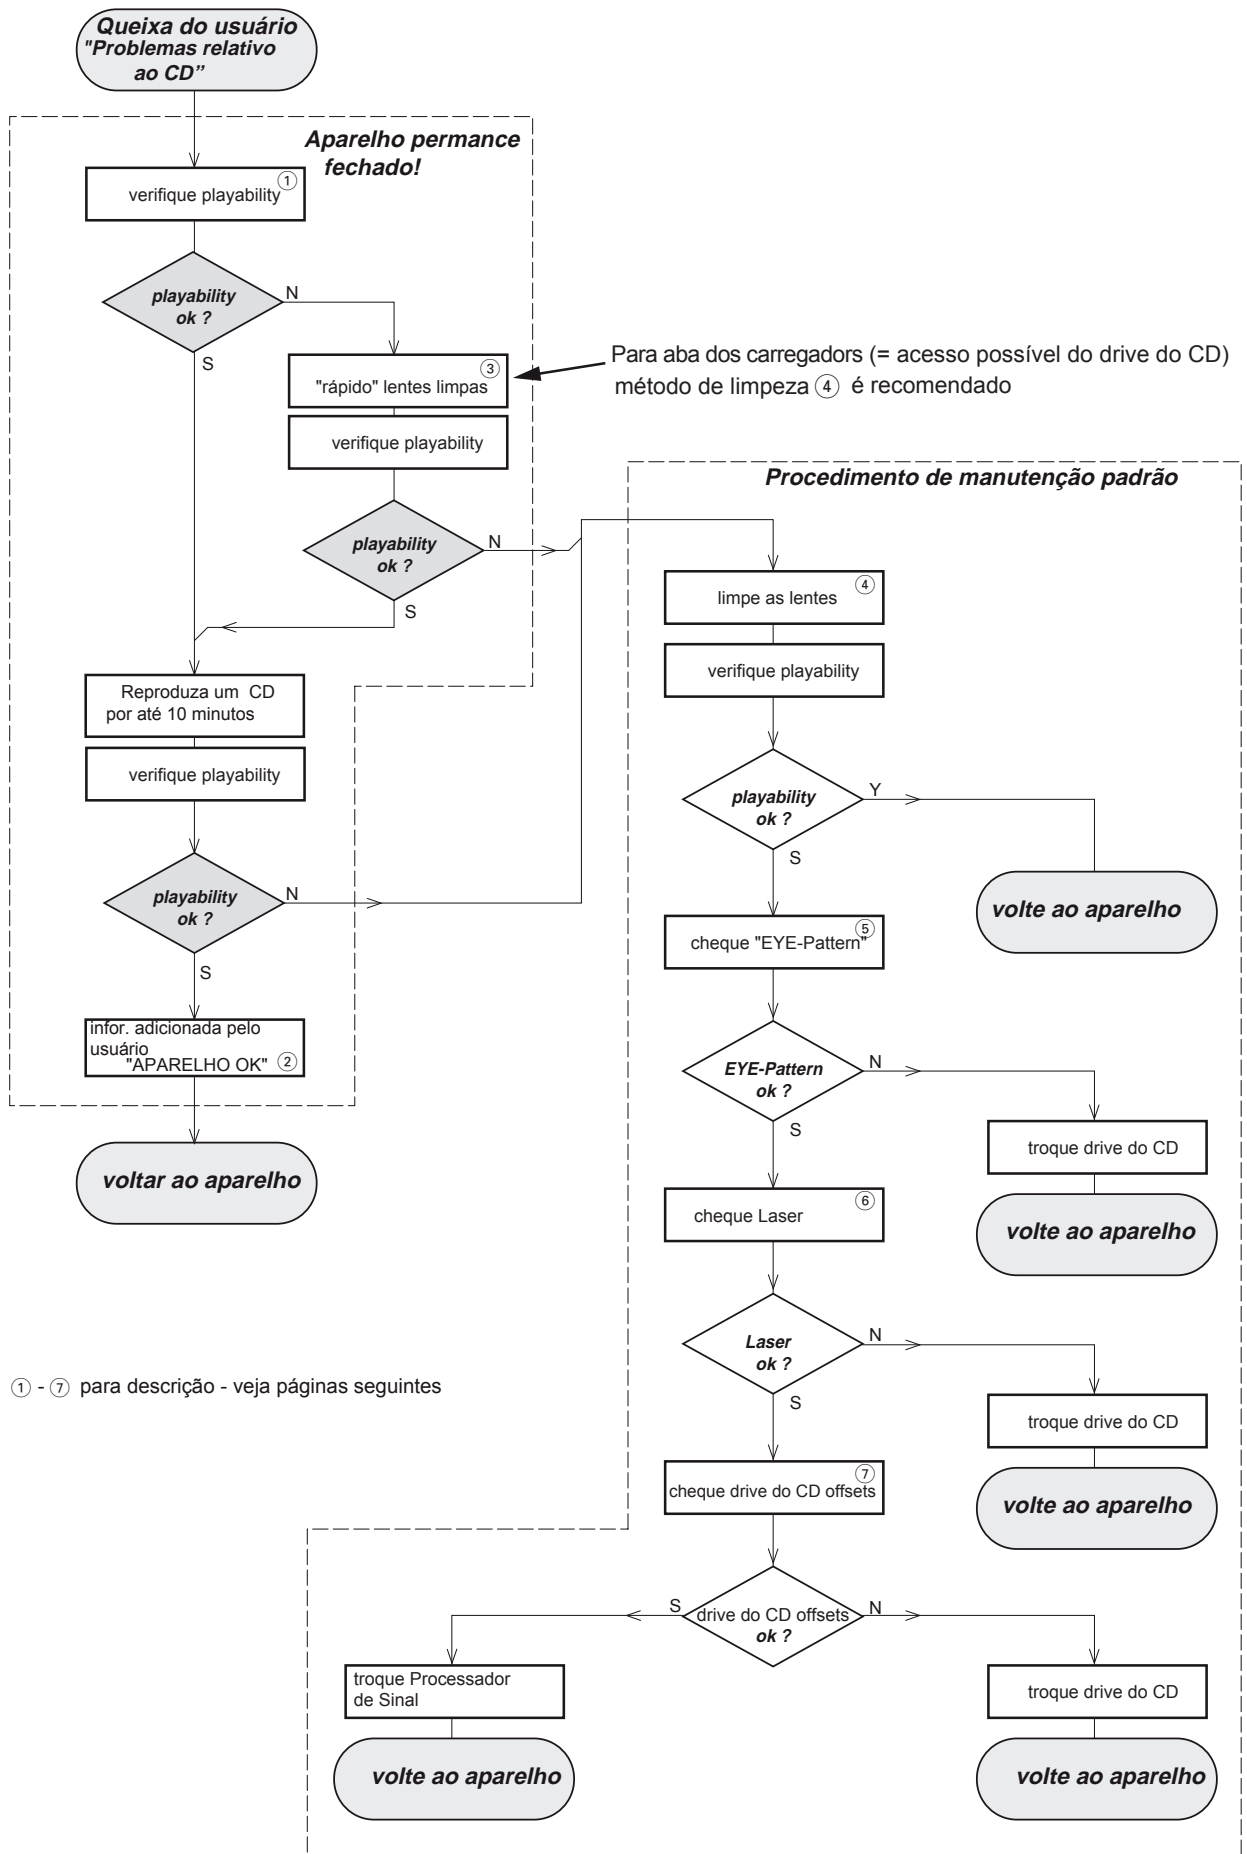 Queixa do usuário
"Problemas relativo
ao CD”
Aparelho permance
fechado!
①
verifique playability
playability
ok ?
N
S
③
"rápido" lentes limpas
Para aba dos carregadors (= acesso possível do drive do CD)
método de limpeza ④ é recomendado
verifique playability
playability
ok ?
N
S
Reproduza um CD
por até 10 minutos
verifique playability
playability
ok ?
N
S
infor. adicionada pelo
usuário
"APARELHO OK" ②
voltar ao aparelho
Procedimento de manutenção padrão
④
limpe as lentes
verifique playability
playability
ok ?
Y
S
volte ao aparelho
⑤
cheque "EYE-Pattern"
EYE-Pattern
ok ?
N
S
troque drive do CD
volte ao aparelho
⑥
cheque Laser
Laser
ok ?
N
S
troque drive do CD
volte ao aparelho
⑦
cheque drive do CD offsets
S
drive do CD offsets
ok ?
N
troque Processador
de Sinal
volte ao aparelho
troque drive do CD
volte ao aparelho
① - ⑦ para descrição - veja páginas seguintes